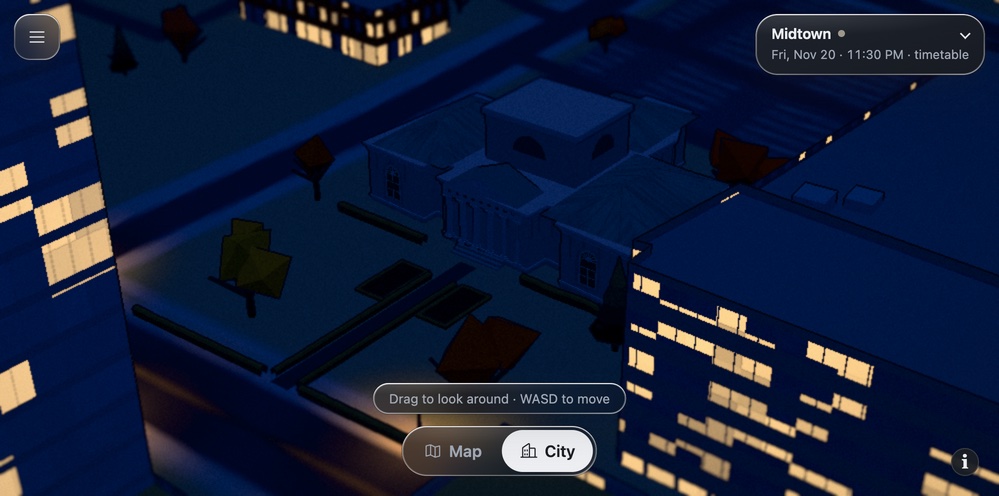 Midtown
Fri, Nov 20 · 11:30 PM · timetable
Drag to look around · WASD to move
Map
City